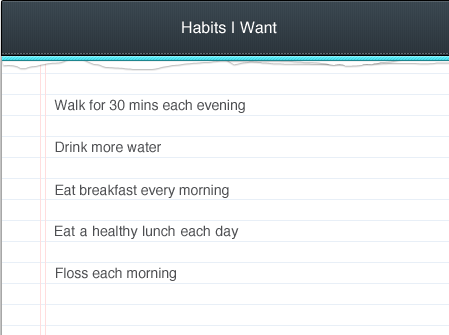 Habits I Want
Walk for 30 mins each evening
Drink more water
Eat breakfast every morning
Eat a healthy lunch each day
Floss each morning